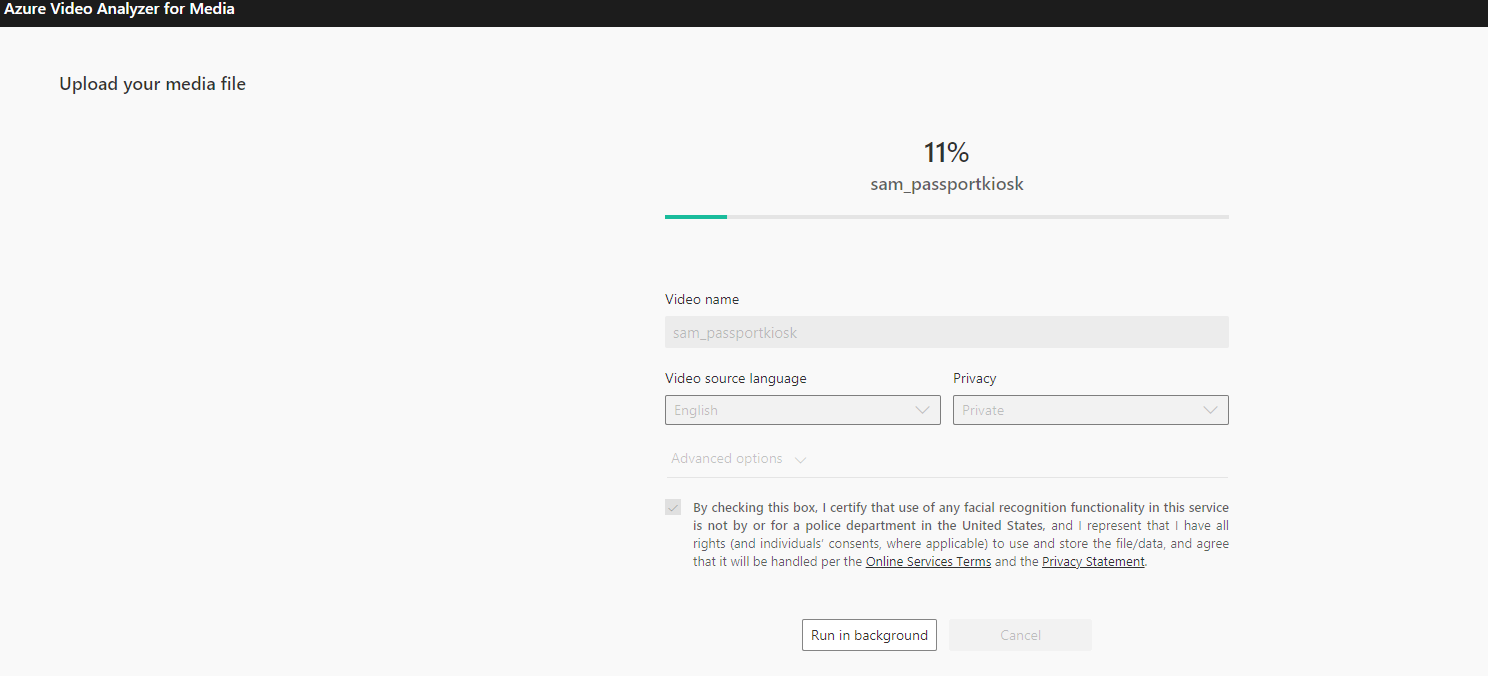 Azure Video Analyzer for Media
Upload your media file
11%
sam_passportkiosk
Video name
sam_passportkiosk
Video source language
Privacy
English
Private
Advanced options
By checking this box, I certify that use of any facial recognition functionality in this service
is not by or for a police department in the United States, and I represent that I have all
rights (and individuals' consents, where applicable) to use and store the file/data, and agree
that it will be handled per the Online Services Terms and the Privacy Statement.
Run in background
Cancel